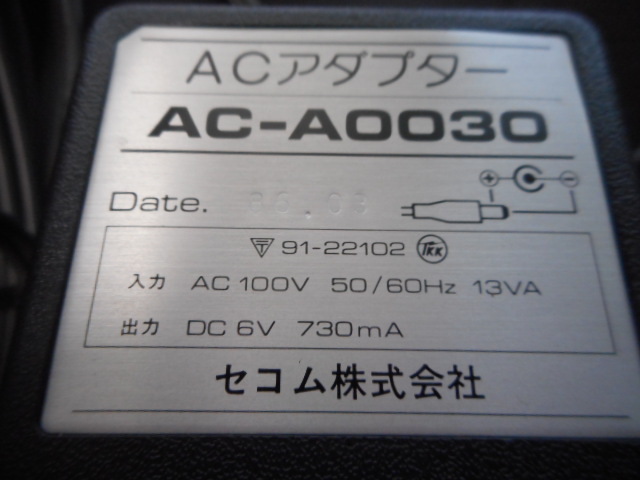 ACアダプター
AC-A0030
Date.
91-22102
入力 AC 100V 50/60Hz 13VA
出力 DC 6V 730mA
セコム株式会社